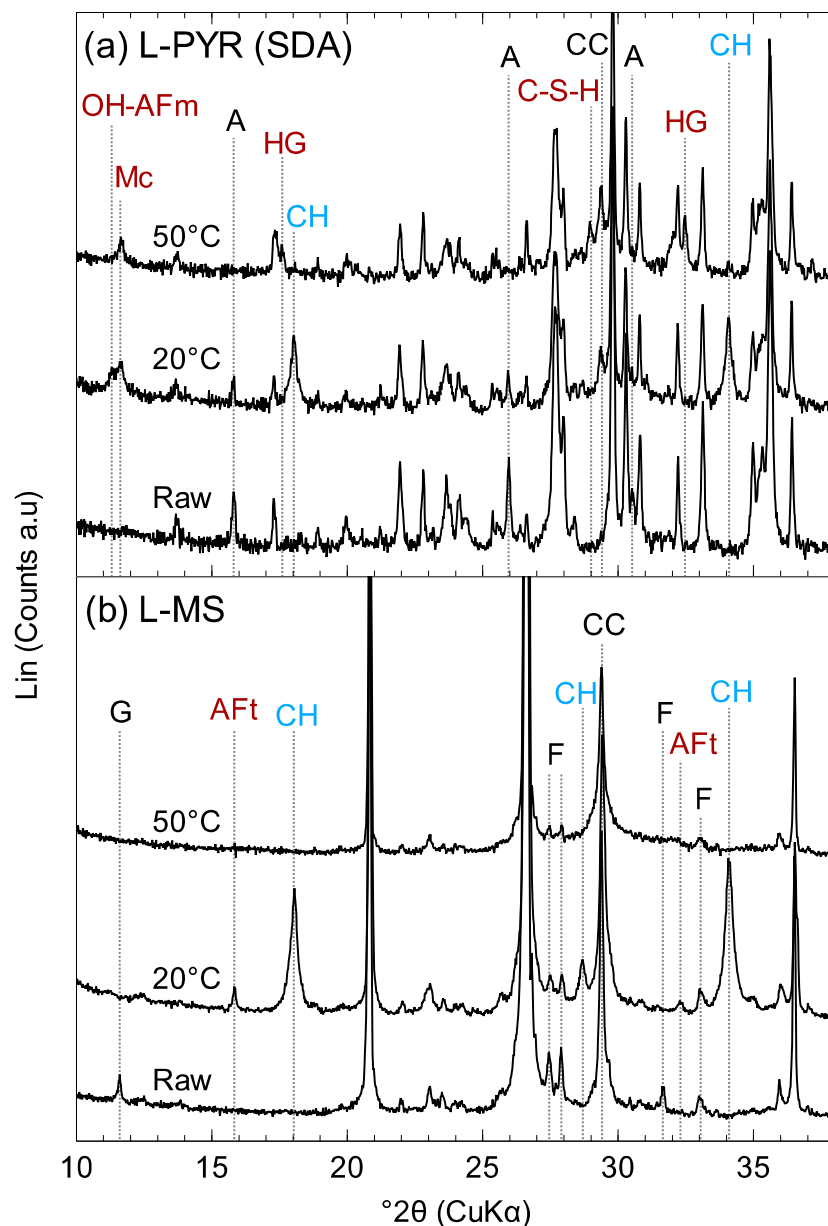 (a) L-PYR (SDA)
CC
CH
A
A
C-S-H
OH-AFm
A
HG
HG
Mc
CH
50°C
20°C
Raw
(b) L-MS
CC
G
AFt
CH
CH
F
CH
F
AFt
F
50°C
20°C
Raw
Lin (Counts a.u)
10 15 20 25 30 35
°2θ (CuKα)